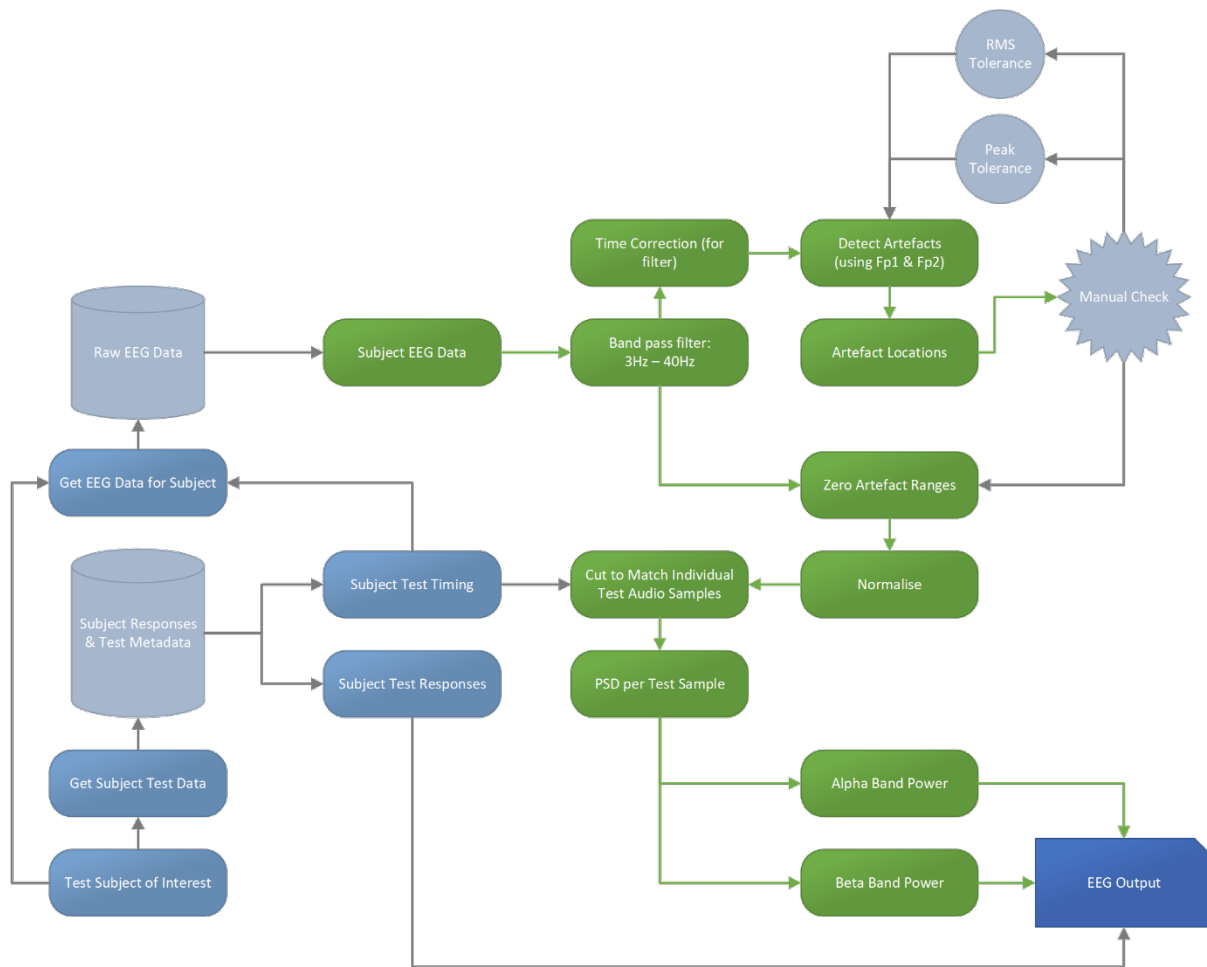 RMS
Tolerance
Peak
Tolerance
Time Correction (for
filter)
Detect Artefacts
(using Fp1 & Fp2)
Manual Check
Raw EEG Data
Subject EEG Data
Band pass filter:
3Hz – 40Hz
Artefact Locations
Get EEG Data for Subject
Zero Artefact Ranges
Subject Test Timing
Cut to Match Individual
Test Audio Samples
Normalise
Subject Responses
& Test Metadata
Subject Test Responses
PSD per Test Sample
Get Subject Test Data
Alpha Band Power
Test Subject of Interest
Beta Band Power
EEG Output